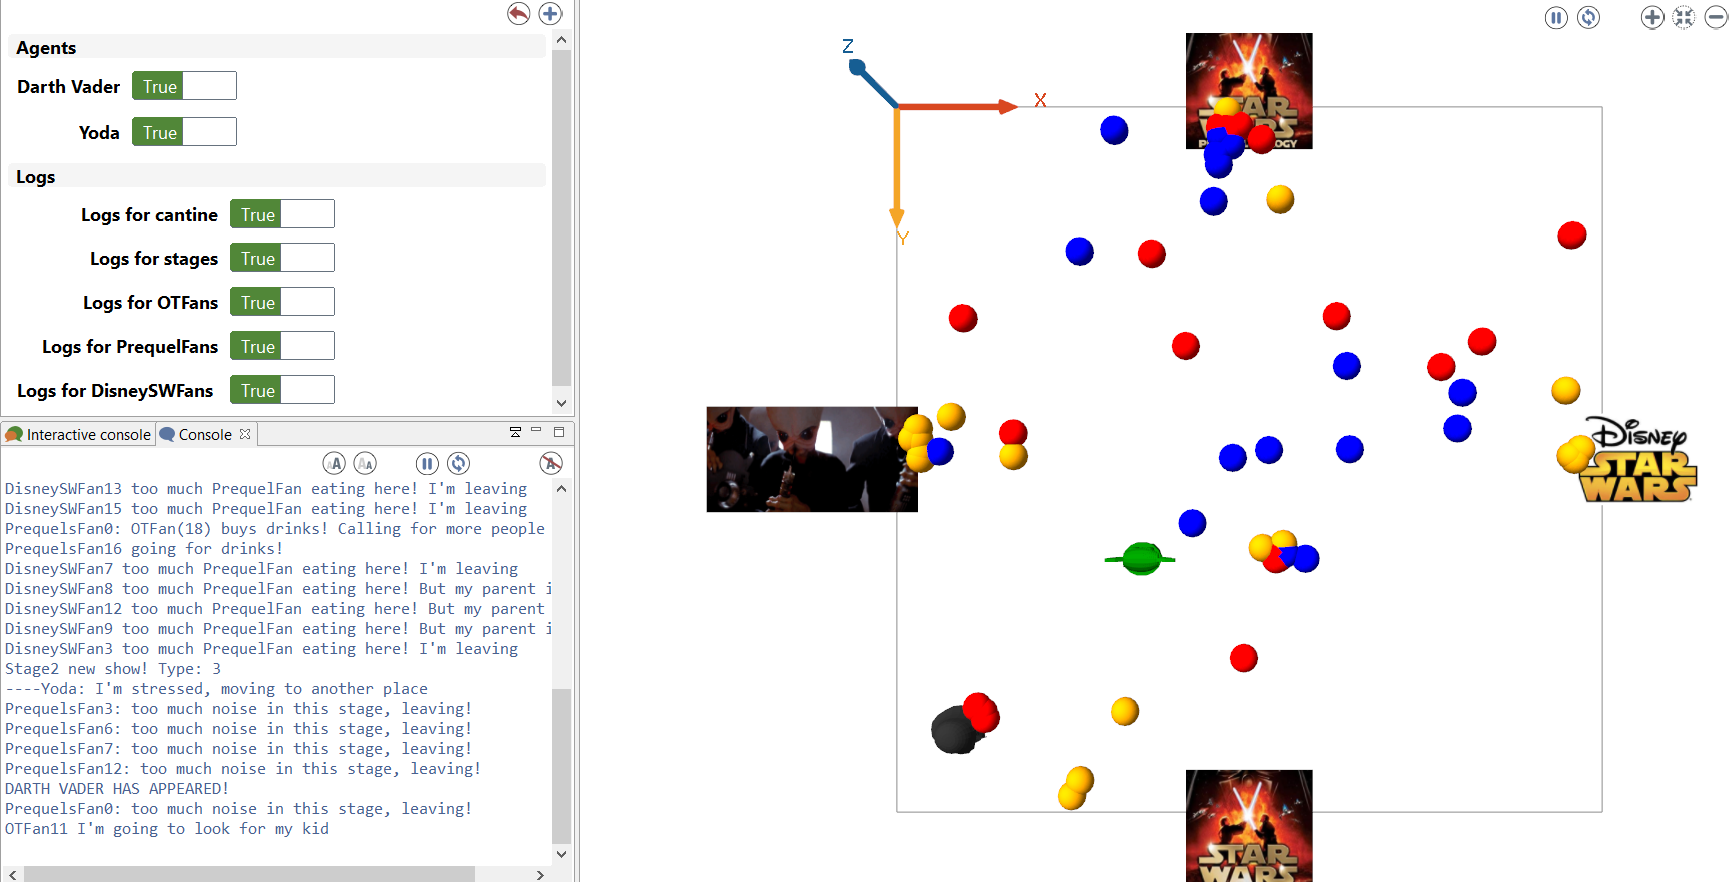 Agents
Darth Vader True
Yoda True
Logs
Logs for cantine True
Logs for stages True
Logs for OTFans True
Logs for PrequelFans True
Logs for DisneySWFans True
Interactive console Console
DisneySWFan13 too much PrequelFan eating here! I'm leaving
DisneySWFan15 too much PrequelFan eating here! I'm leaving
PrequelsFan0: OTFan(18) buys drinks! Calling for more people
PrequelsFan16 going for drinks!
DisneySWFan7 too much PrequelFan eating here! I'm leaving
DisneySWFan8 too much PrequelFan eating here! But my parent i
DisneySWFan12 too much PrequelFan eating here! But my parent
DisneySWFan9 too much PrequelFan eating here! But my parent i
DisneySWFan3 too much PrequelFan eating here! I'm leaving
Stage2 new show! Type: 3
----Yoda: I'm stressed, moving to another place
PrequelsFan3: too much noise in this stage, leaving!
PrequelsFan6: too much noise in this stage, leaving!
PrequelsFan7: too much noise in this stage, leaving!
PrequelsFan12: too much noise in this stage, leaving!
DARTH VADER HAS APPEARED!
PrequelsFan0: too much noise in this stage, leaving!
OTFan11 I'm going to look for my kid
Z
X
Y
STAR
WARS
Disney
STAR
WARS
STAR
WARS